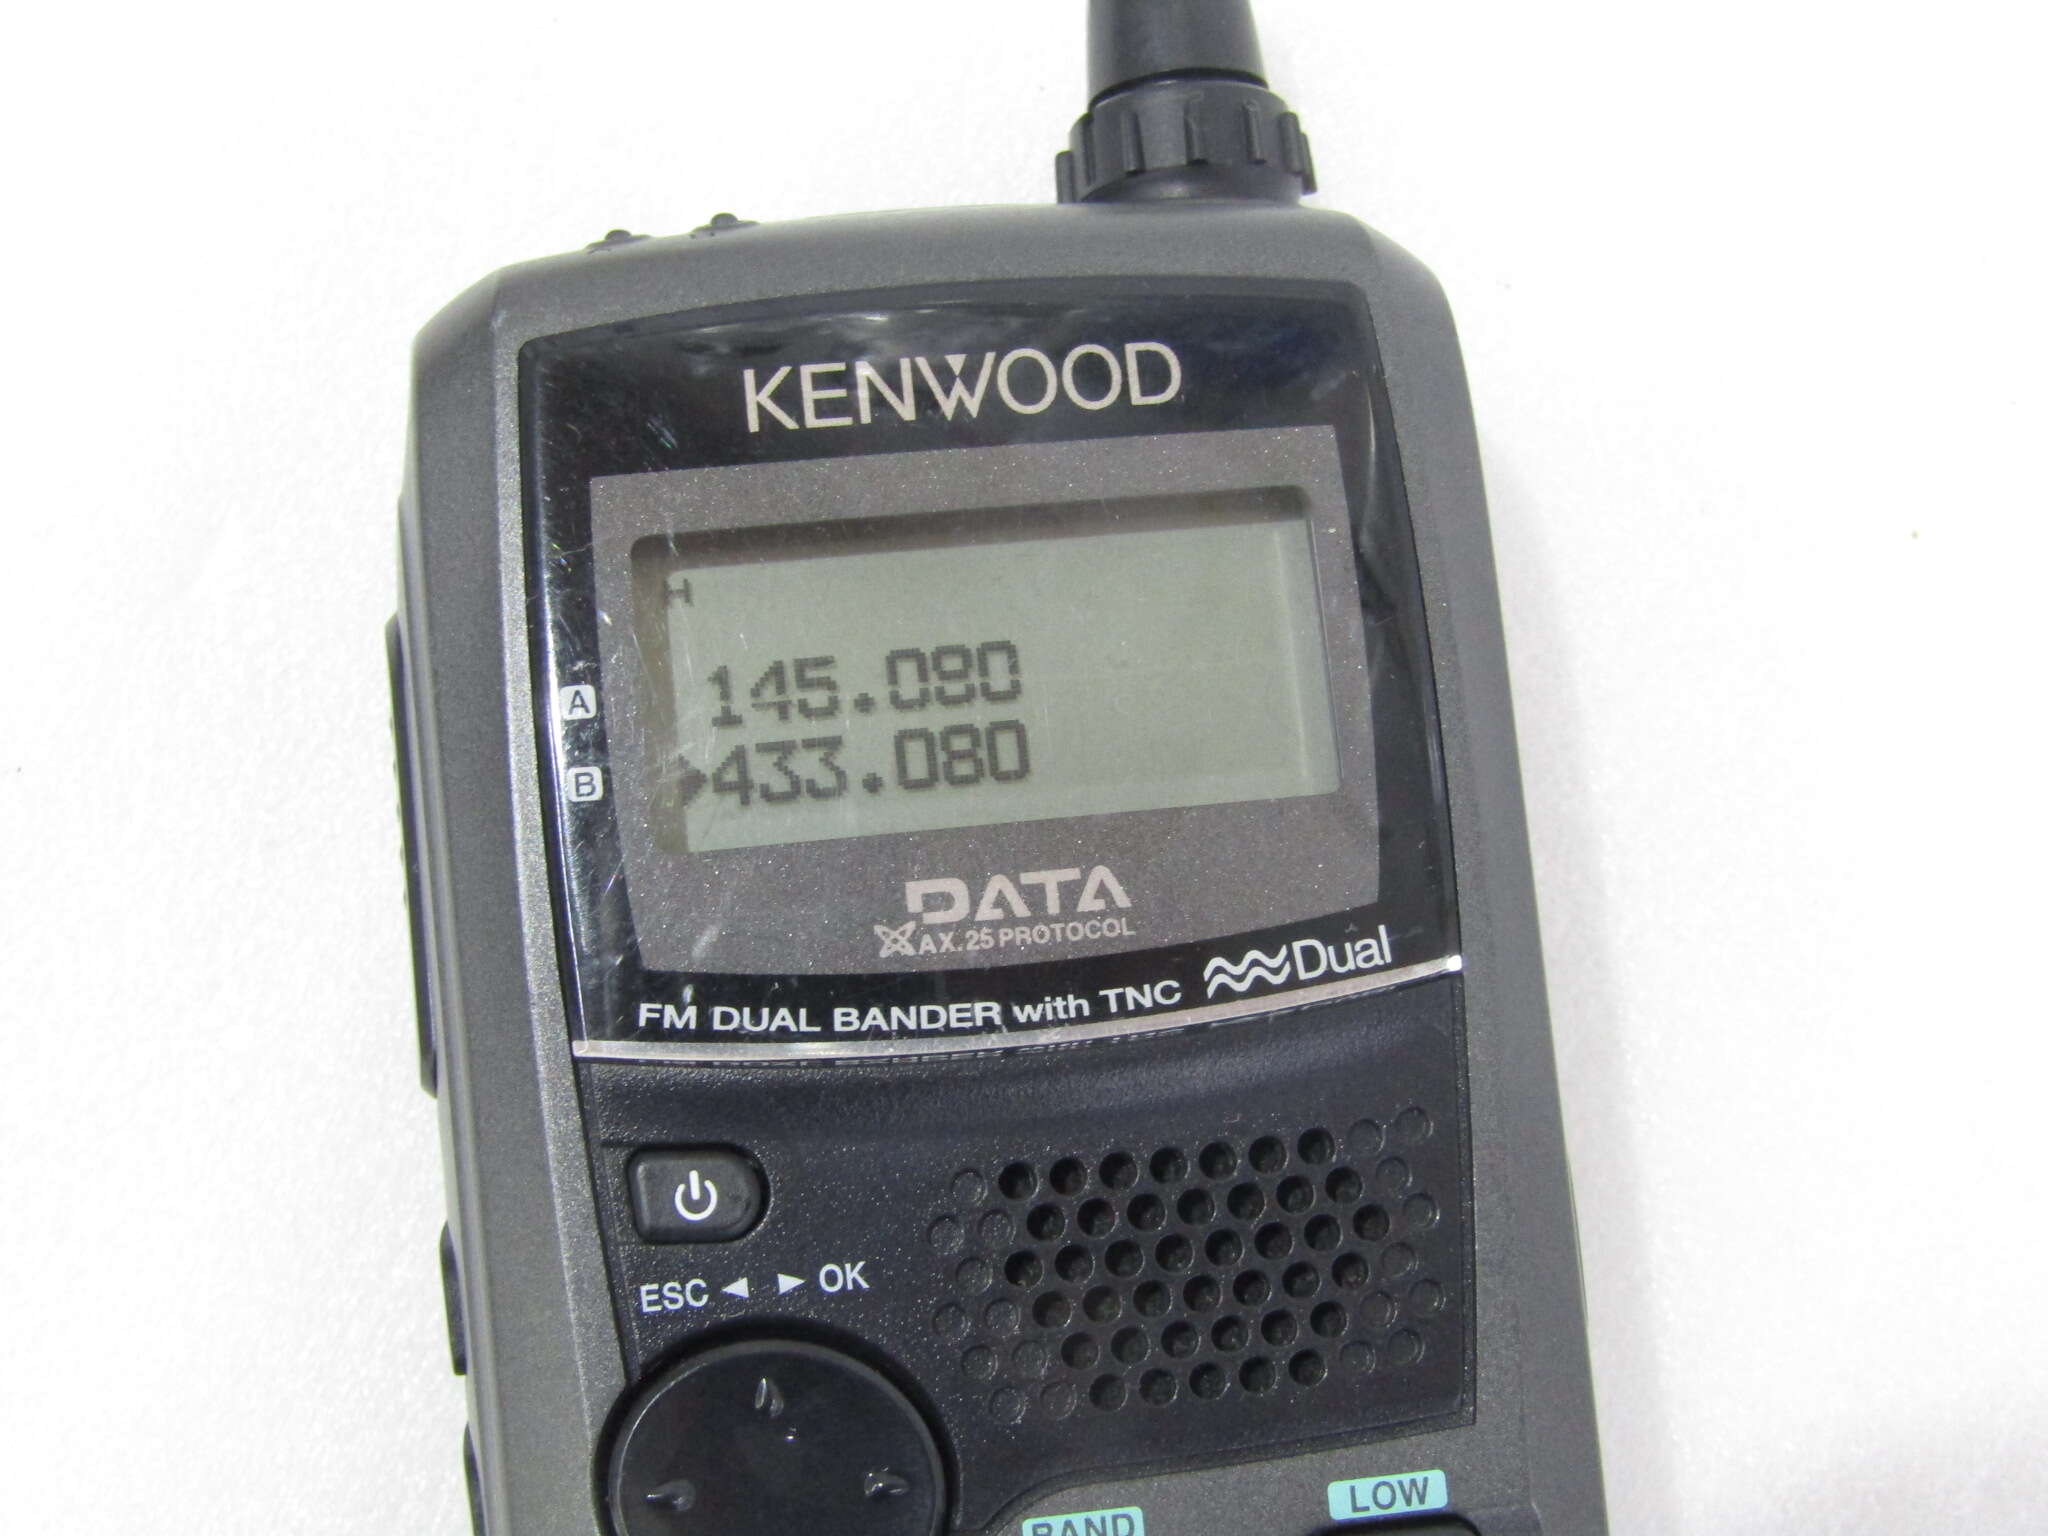 KENWOOD
H
A 145.080
B 433.080
DATA
AX.25 PROTOCOL
FM DUAL BANDER with TNC Dual
ESC ◀ ▶ OK
LOW
BAND